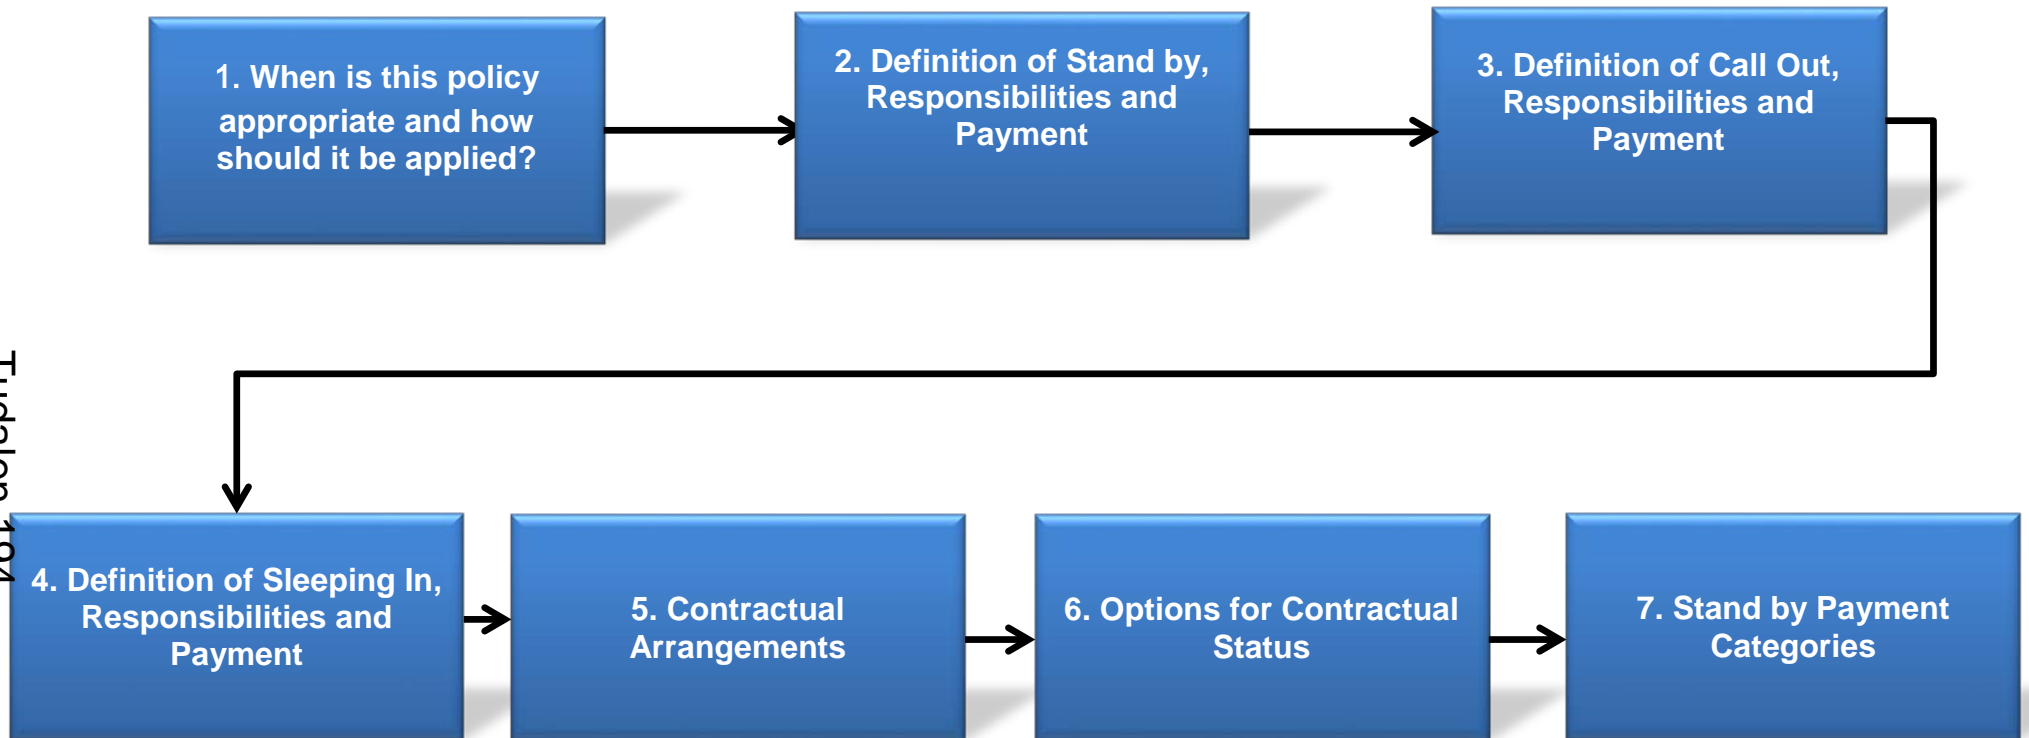 1. When is this policy
appropriate and how
should it be applied?
2. Definition of Stand by,
Responsibilities and
Payment
3. Definition of Call Out,
Responsibilities and
Payment
Tudalen 194
4. Definition of Sleeping In,
Responsibilities and
Payment
5. Contractual
Arrangements
6. Options for Contractual
Status
7. Stand by Payment
Categories